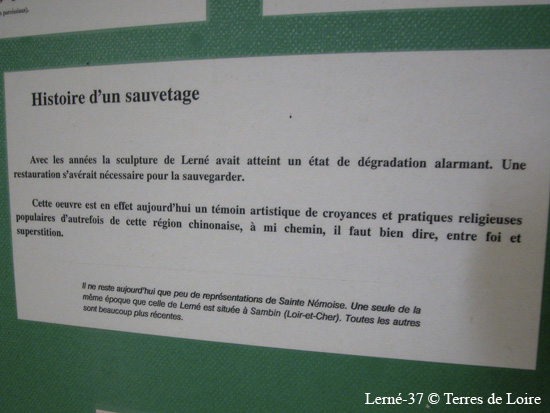 Histoire d'un sauvetage
Avec les années la sculpture de Lerné avait atteint un état de dégradation alarmant. Une
restauration s'avérait nécessaire pour la sauvegarder.
Cette oeuvre est en effet aujourd'hui un témoin artistique de croyances et pratiques religieuses
populaires d'autrefois de cette région chinonaise, à mi chemin, il faut bien dire, entre foi et
superstition.
Il ne reste aujourd'hui que peu de représentations de Sainte Némoise. Une seule de la
même époque que celle de Lerné est située à Sambin (Loir-et-Cher). Toutes les autres
sont beaucoup plus récentes.
Lerné-37 © Terres de Loire